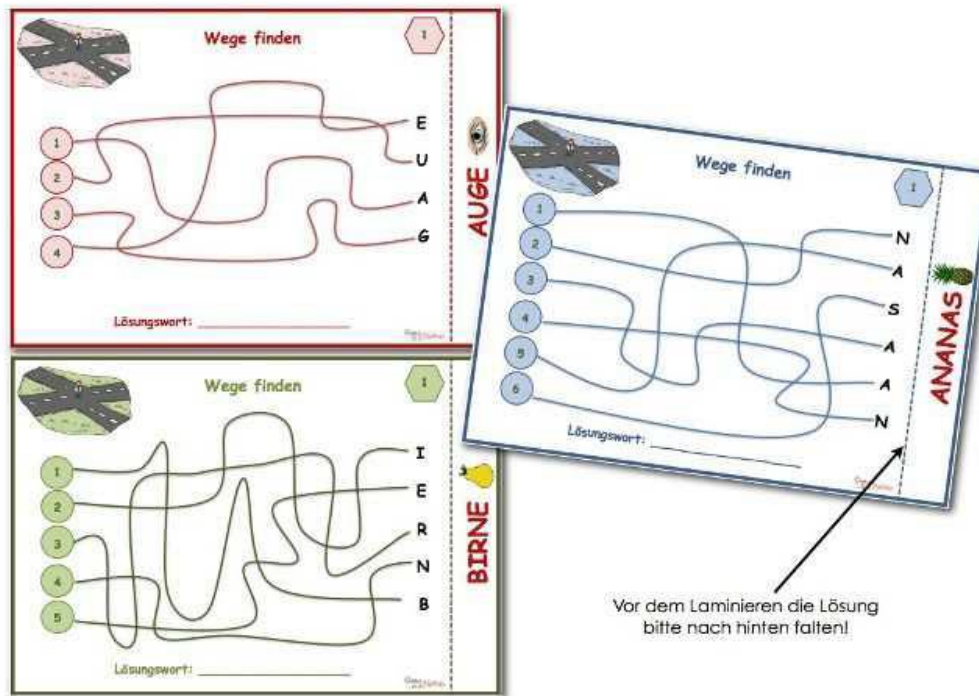 Wege finden
1
1
2
3
4
E
U
A
G
Lösungswort:
AUGE
Wege finden
1
1
2
3
4
5
6
N
A
S
A
A
N
Lösungswort:
ANANAS
Wege finden
1
1
2
3
4
5
I
E
R
N
B
Lösungswort:
BIRNE
Vor dem Laminieren die Lösung
bitte nach hinten falten!